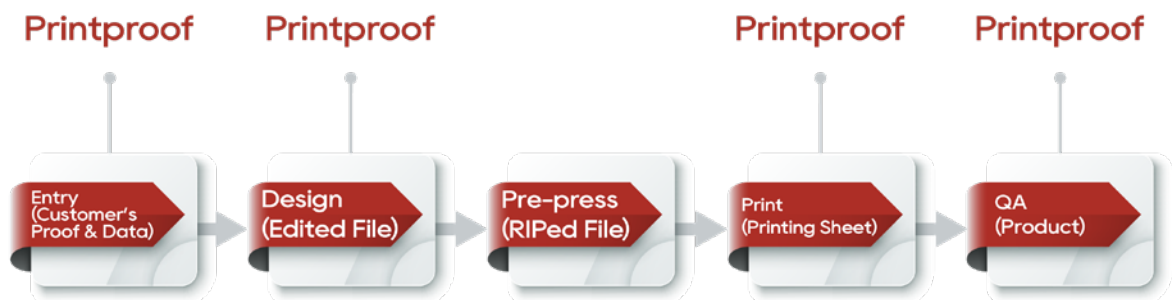 Printproof
Printproof
Printproof
Printproof
Entry
(Customer's
Proof & Data)
Design
(Edited File)
Pre-press
(RIPed File)
Print
(Printing Sheet)
QA
(Product)